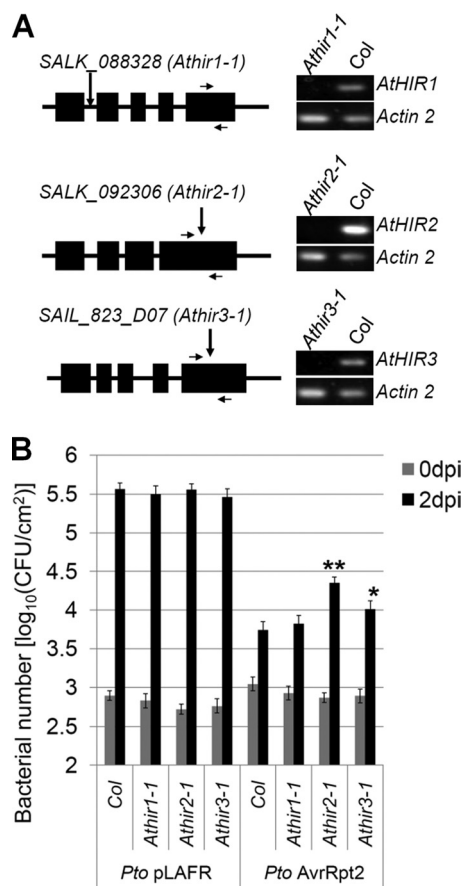 A
SALK_088328 (Athir1-1)
Athir1-1 Col
AtHIR1
Actin 2
SALK_092306 (Athir2-1)
Athir2-1 Col
AtHIR2
Actin 2
SAIL_823_D07 (Athir3-1)
Athir3-1 Col
AtHIR3
Actin 2
B
0dpi
2dpi
Bacterial number [log10(CFU/cm2)]
6
5.5
5
4.5
4
3.5
3
2.5
2
** 
*
Col Athir1-1 Athir2-1 Athir3-1 Col Athir1-1 Athir2-1 Athir3-1
Pto pLAFR Pto AvrRpt2